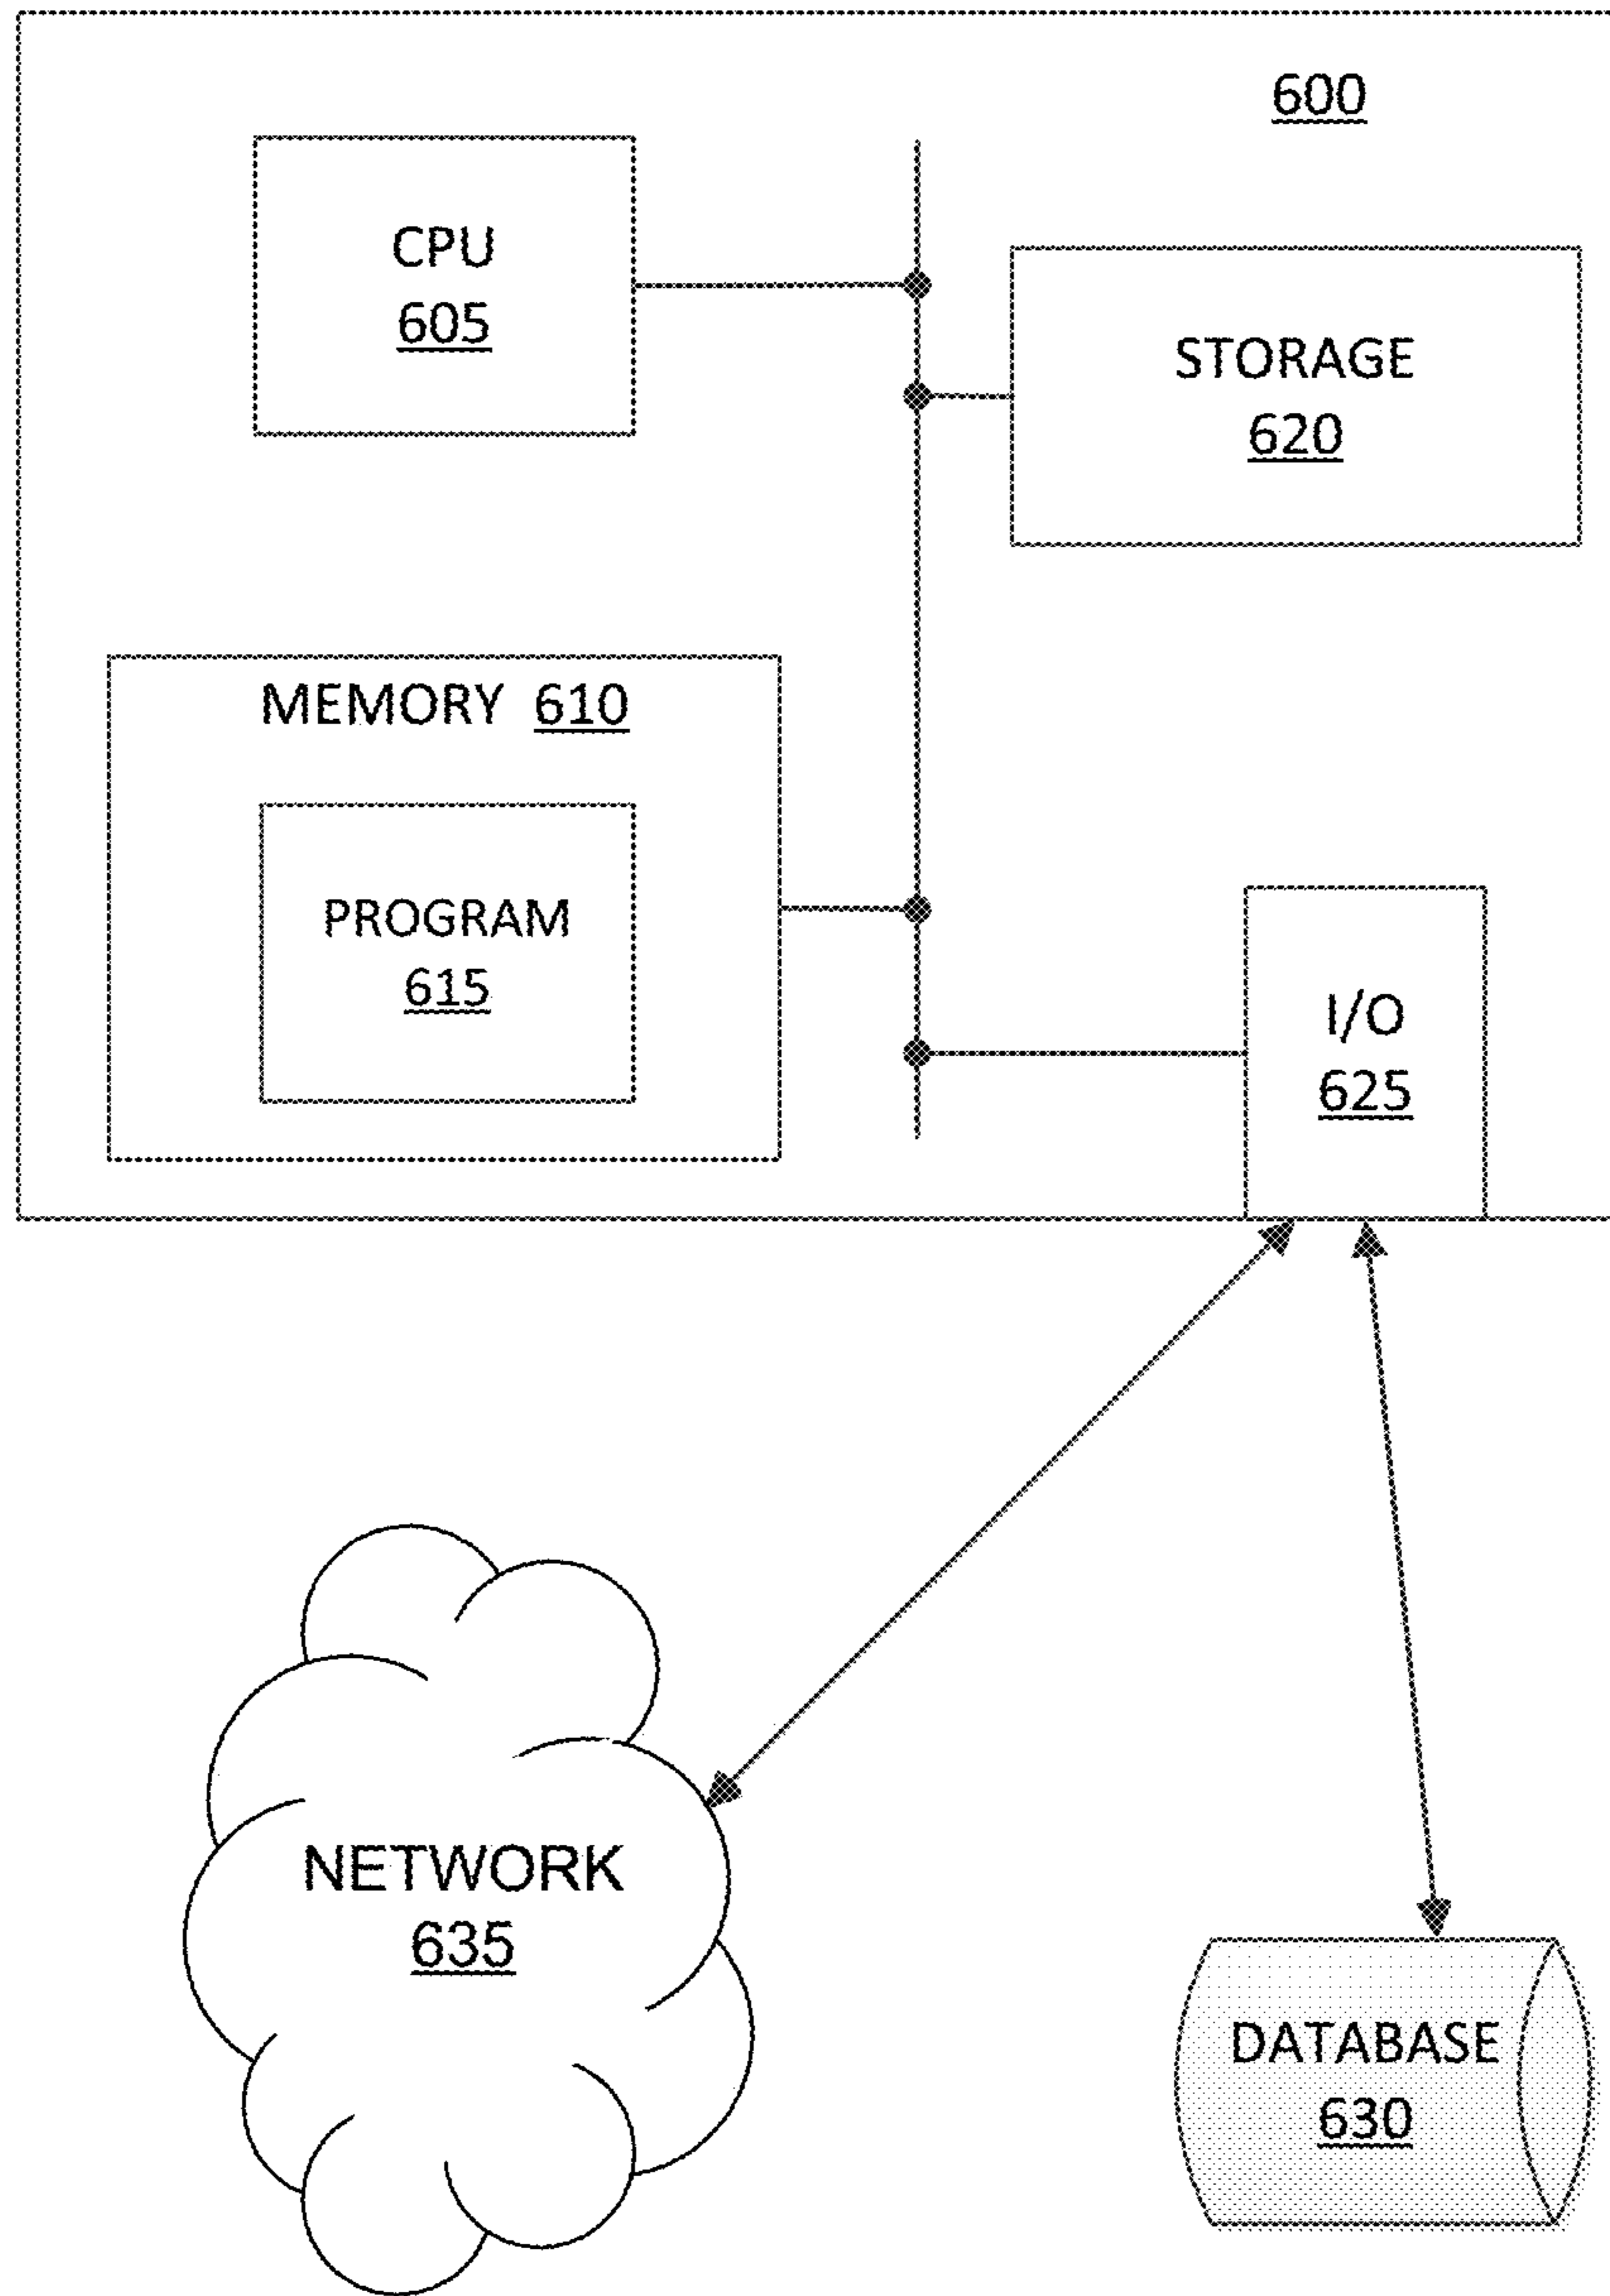 600
CPU
605
STORAGE
620
MEMORY 610
PROGRAM
615
I/O
625
NETWORK
635
DATABASE
630